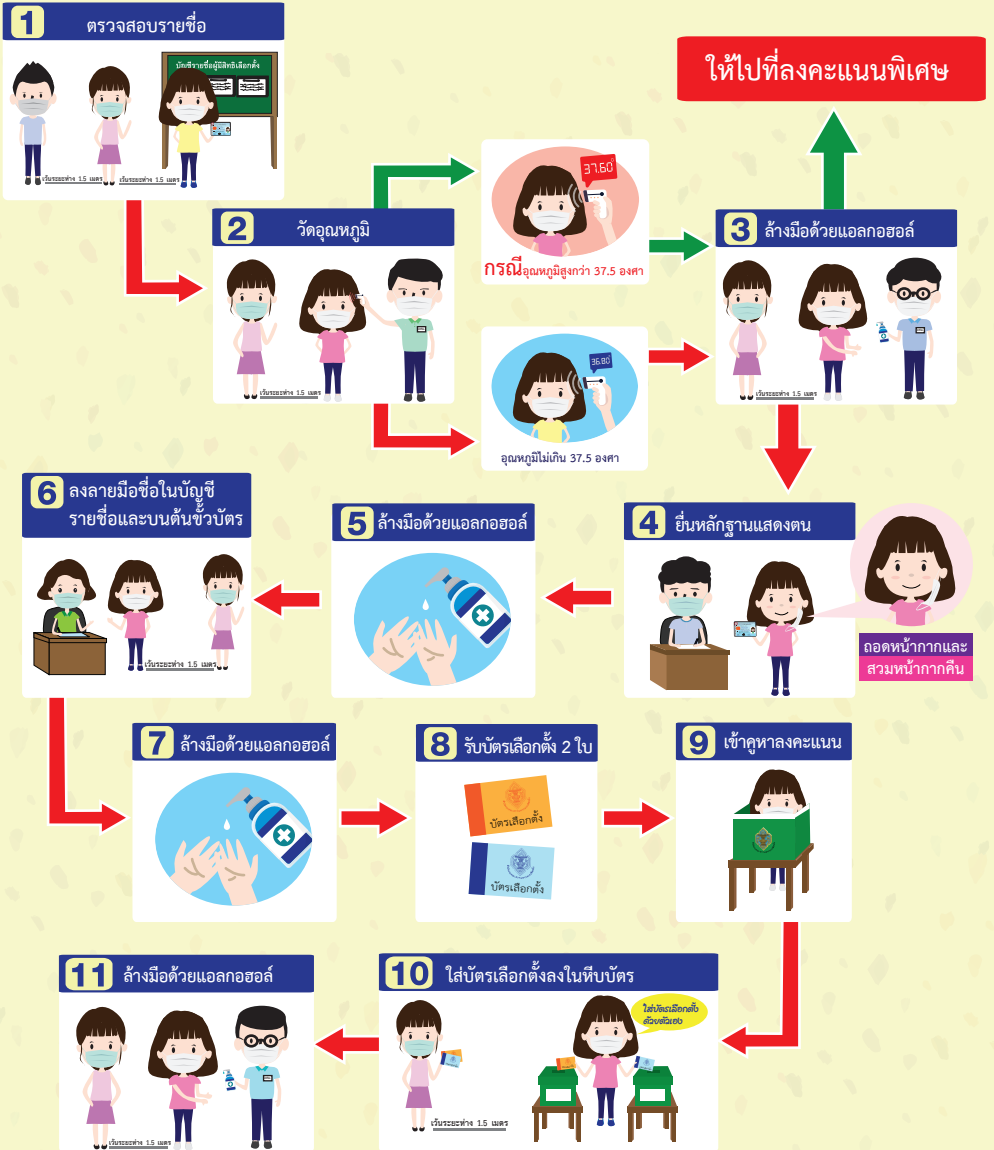 1 ตรวจสอบรายชื่อ
บัญชีรายชื่อผู้มีสิทธิเลือกตั้ง
เว้นระยะห่าง 1.5 เมตร
เว้นระยะห่าง 1.5 เมตร
ให้ไปที่ลงคะแนนพิเศษ
2 วัดอุณหภูมิ
เว้นระยะห่าง 1.5 เมตร
37.60°
กรณีอุณหภูมิสูงกว่า 37.5 องศา
36.80°
อุณหภูมิไม่เกิน 37.5 องศา
3 ล้างมือด้วยแอลกอฮอล์
เว้นระยะห่าง 1.5 เมตร
4 ยื่นหลักฐานแสดงตน
ถอดหน้ากากและ
สวมหน้ากากคืน
5 ล้างมือด้วยแอลกอฮอล์
6 ลงลายมือชื่อในบัญชี
รายชื่อและบนต้นขั้วบัตร
เว้นระยะห่าง 1.5 เมตร
7 ล้างมือด้วยแอลกอฮอล์
8 รับบัตรเลือกตั้ง 2 ใบ
บัตรเลือกตั้ง
บัตรเลือกตั้ง
9 เข้าคูหาลงคะแนน
10 ใส่บัตรเลือกตั้งลงในหีบบัตร
ใส่บัตรเลือกตั้ง
ด้วยตัวเอง
เว้นระยะห่าง 1.5 เมตร
11 ล้างมือด้วยแอลกอฮอล์
เว้นระยะห่าง 1.5 เมตร